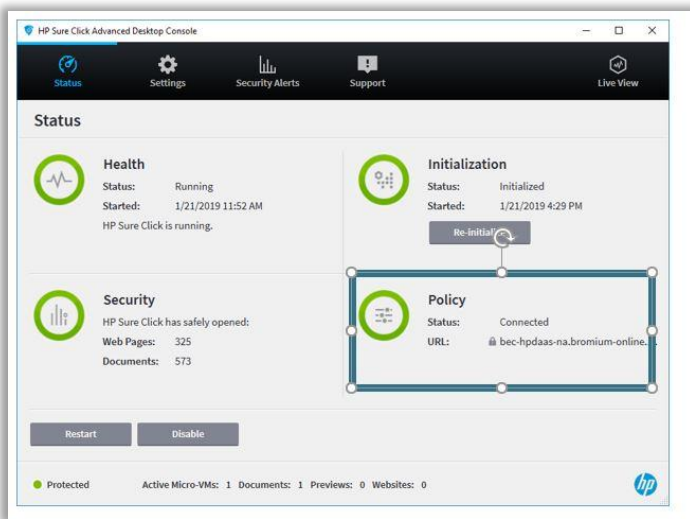 HP Sure Click Advanced Desktop Console
Status
Settings
Security Alerts
Support
Live View
Status
Health
Status: Running
Started: 1/21/2019 11:52 AM
HP Sure Click is running.
Initialization
Status: Initialized
Started: 1/21/2019 4:29 PM
Security
HP Sure Click has safely opened:
Web Pages: 325
Documents: 573
Policy
Status: Connected
URL: bec-hpdaas-na.bromium-online.
Restart
Disable
Protected
Active Micro-VMs: 1 Documents: 1 Previews: 0 Websites: 0
hp